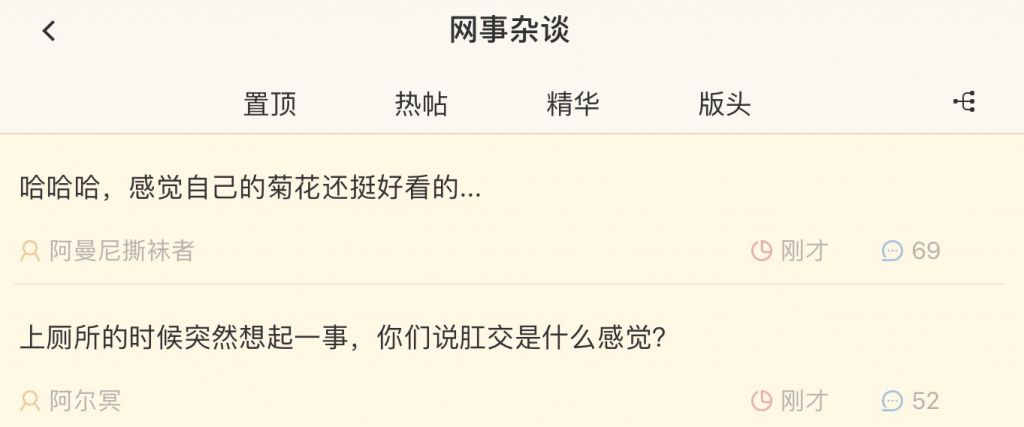 网事杂谈
置顶 热帖 精华 版头
哈哈哈，感觉自己的菊花还挺好看的...
阿曼尼撕袜者 刚才 69
上厕所的时候突然想起一事，你们说肛交是什么感觉？
阿尔冥 刚才 52